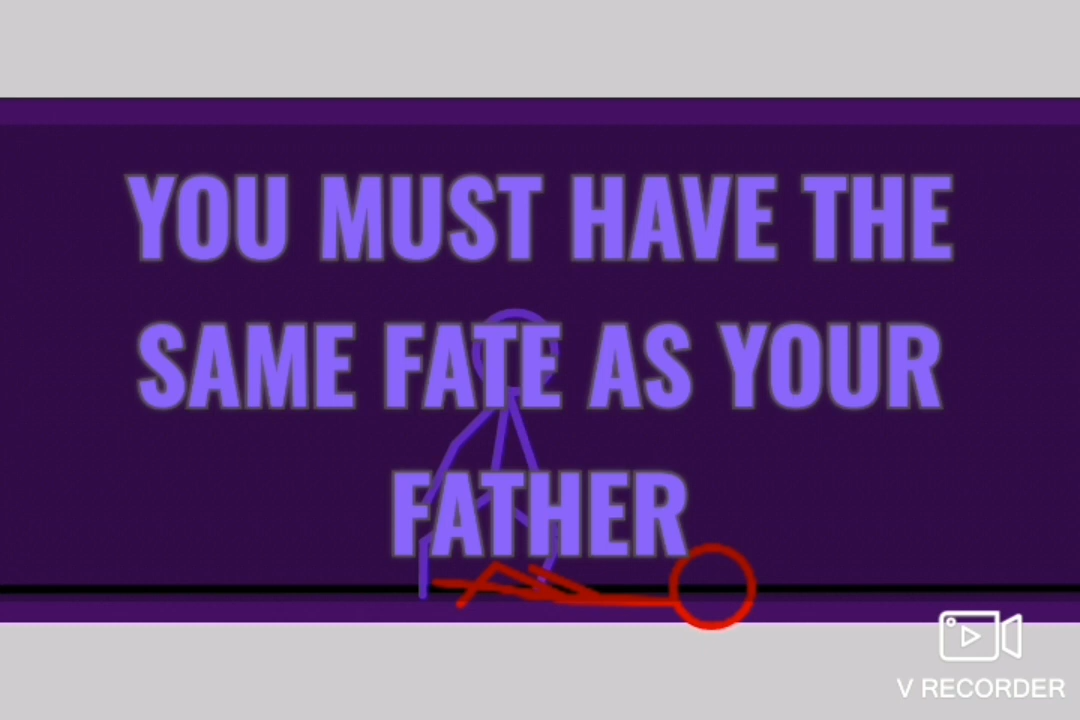 YOU MUST HAVE THE
SAME FATE AS YOUR
FATHER
V RECORDER